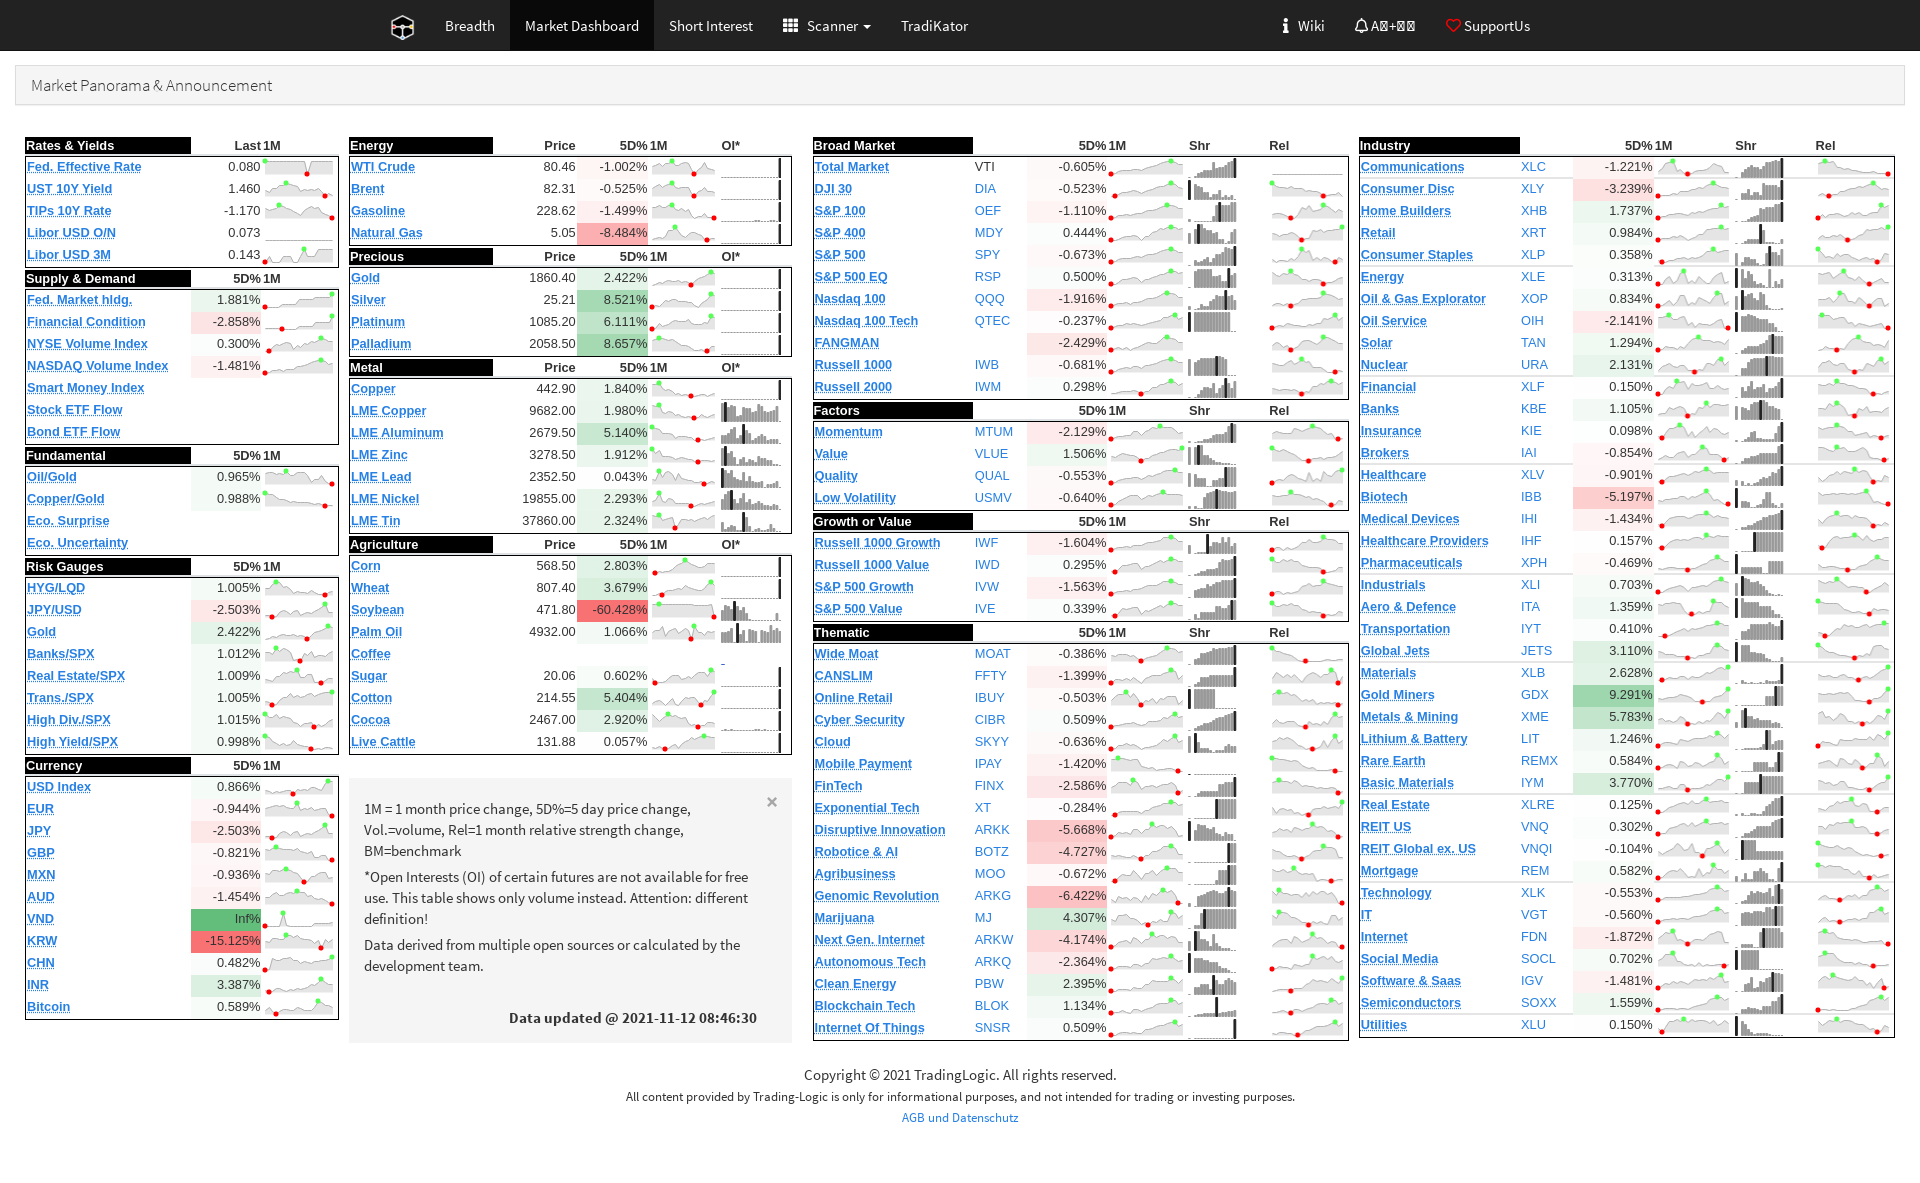 Breadth Market Dashboard Short Interest Scanner TradiKator Wiki SupportUs
Market Panorama & Announcement
Rates & Yields Last 1M
Fed. Effective Rate 0.080
UST 10Y Yield 1.460
TIPs 10Y Rate -1.170
Libor USD O/N 0.073
Libor USD 3M 0.143
Supply & Demand 5D% 1M
Fed. Market hldg. 1.881%
Financial Condition -2.858%
NYSE Volume Index 0.300%
NASDAQ Volume Index -1.481%
Smart Money Index
Stock ETF Flow
Bond ETF Flow
Fundamental 5D% 1M
Oil/Gold 0.965%
Copper/Gold 0.988%
Eco. Surprise
Eco. Uncertainty
Risk Gauges 5D% 1M
HYG/LQD 1.005%
JPY/USD -2.503%
Gold 2.422%
Banks/SPX 1.012%
Real Estate/SPX 1.009%
Trans./SPX 1.005%
High Div./SPX 1.015%
High Yield/SPX 0.998%
Currency 5D% 1M
USD Index 0.866%
EUR -0.944%
JPY -2.503%
GBP -0.821%
MXN -0.936%
AUD -1.454%
VND Inf%
KRW -15.125%
CHN 0.482%
INR 3.387%
Bitcoin 0.589%
Energy Price 5D% 1M OI*
WTI Crude 80.46 -1.002%
Brent 82.31 -0.525%
Gasoline 228.62 -1.499%
Natural Gas 5.05 -8.484%
Precious Price 5D% 1M OI*
Gold 1860.40 2.422%
Silver 25.21 8.521%
Platinum 1085.20 6.111%
Palladium 2058.50 8.657%
Metal Price 5D% 1M OI*
Copper 442.90 1.840%
LME Copper 9682.00 1.980%
LME Aluminum 2679.50 5.140%
LME Zinc 3278.50 1.912%
LME Lead 2352.50 0.043%
LME Nickel 19855.00 2.293%
LME Tin 37860.00 2.324%
Agriculture Price 5D% 1M OI*
Corn 568.50 2.803%
Wheat 807.40 3.679%
Soybean 471.80 -60.428%
Palm Oil 4932.00 1.066%
Coffee
Sugar 20.06 0.602%
Cotton 214.55 5.404%
Cocoa 2467.00 2.920%
Live Cattle 131.88 0.057%
×
1M = 1 month price change, 5D%=5 day price change,
Vol.=volume, Rel=1 month relative strength change,
BM=benchmark
*Open Interests (OI) of certain futures are not available for free
use. This table shows only volume instead. Attention: different
definition!
Data derived from multiple open sources or calculated by the
development team.
Data updated @ 2021-11-12 08:46:30
Broad Market 5D% 1M Shr Rel
Total Market VTI -0.605%
DJI 30 DIA -0.523%
S&P 100 OEF -1.110%
S&P 400 MDY 0.444%
S&P 500 SPY -0.673%
S&P 500 EQ RSP 0.500%
Nasdaq 100 QQQ -1.916%
Nasdaq 100 Tech QTEC -0.237%
FANGMAN -2.429%
Russell 1000 IWB -0.681%
Russell 2000 IWM 0.298%
Factors 5D% 1M Shr Rel
Momentum MTUM -2.129%
Value VLUE 1.506%
Quality QUAL -0.553%
Low Volatility USMV -0.640%
Growth or Value 5D% 1M Shr Rel
Russell 1000 Growth IWF -1.604%
Russell 1000 Value IWD 0.295%
S&P 500 Growth IVW -1.563%
S&P 500 Value IVE 0.339%
Thematic 5D% 1M Shr Rel
Wide Moat MOAT -0.386%
CANSLIM FFTY -1.399%
Online Retail IBUY -0.503%
Cyber Security CIBR 0.509%
Cloud SKYY -0.636%
Mobile Payment IPAY -1.420%
FinTech FINX -2.586%
Exponential Tech XT -0.284%
Disruptive Innovation ARKK -5.668%
Robotice & AI BOTZ -4.727%
Agribusiness MOO -0.672%
Genomic Revolution ARKG -6.422%
Marijuana MJ 4.307%
Next Gen. Internet ARKW -4.174%
Autonomous Tech ARKQ -2.364%
Clean Energy PBW 2.395%
Blockchain Tech BLOK 1.134%
Internet Of Things SNSR 0.509%
Industry 5D% 1M Shr Rel
Communications XLC -1.221%
Consumer Disc XLY -3.239%
Home Builders XHB 1.737%
Retail XRT 0.984%
Consumer Staples XLP 0.358%
Energy XLE 0.313%
Oil & Gas Explorator XOP 0.834%
Oil Service OIH -2.141%
Solar TAN 1.294%
Nuclear URA 2.131%
Financial XLF 0.150%
Banks KBE 1.105%
Insurance KIE 0.098%
Brokers IAI -0.854%
Healthcare XLV -0.901%
Biotech IBB -5.197%
Medical Devices IHI -1.434%
Healthcare Providers IHF 0.157%
Pharmaceuticals XPH -0.469%
Industrials XLI 0.703%
Aero & Defence ITA 1.359%
Transportation IYT 0.410%
Global Jets JETS 3.110%
Materials XLB 2.628%
Gold Miners GDX 9.291%
Metals & Mining XME 5.783%
Lithium & Battery LIT 1.246%
Rare Earth REMX 0.584%
Basic Materials IYM 3.770%
Real Estate XLRE 0.125%
REIT US VNQ 0.302%
REIT Global ex. US VNQI -0.104%
Mortgage REM 0.582%
Technology XLK -0.553%
IT VGT -0.560%
Internet FDN -1.872%
Social Media SOCL 0.702%
Software & Saas IGV -1.481%
Semiconductors SOXX 1.559%
Utilities XLU 0.150%
Copyright © 2021 TradingLogic. All rights reserved.
All content provided by Trading-Logic is only for informational purposes, and not intended for trading or investing purposes.
AGB und Datenschutz